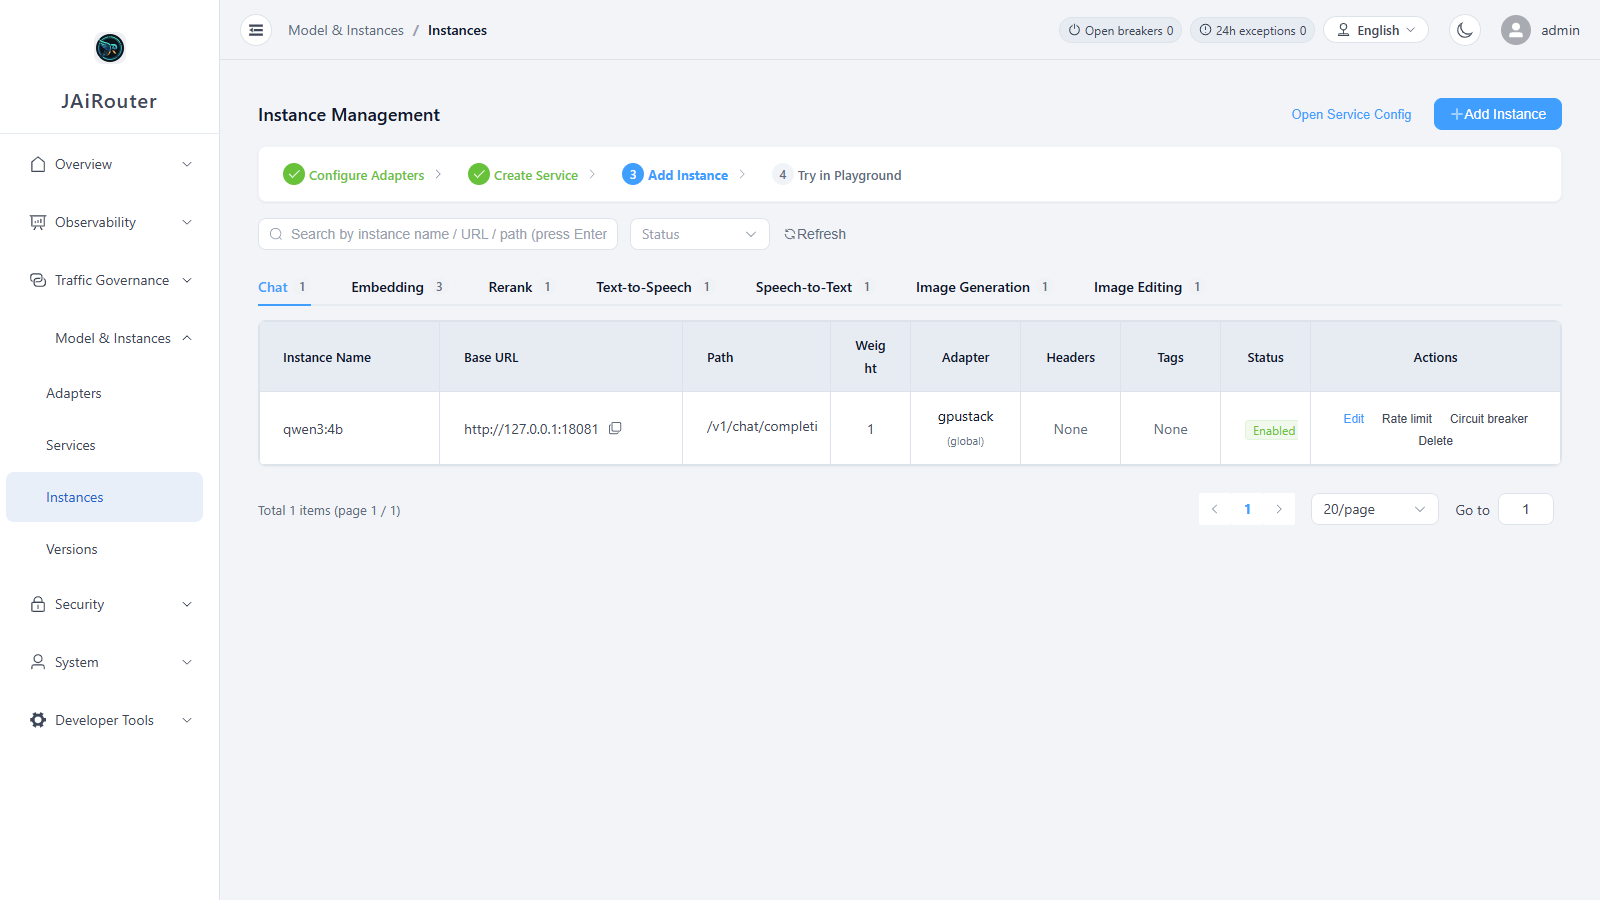 JAiRouter
Overview
Observability
Traffic Governance
Model & Instances
Adapters
Services
Instances
Versions
Security
System
Developer Tools
Model & Instances / Instances
Open breakers 0
24h exceptions 0
English
admin
Instance Management
Open Service Config
Add Instance
Configure Adapters
Create Service
3 Add Instance
4 Try in Playground
Search by instance name / URL / path (press Enter
Status
Refresh
Chat 1
Embedding 3
Rerank 1
Text-to-Speech 1
Speech-to-Text 1
Image Generation 1
Image Editing 1
Instance Name
Base URL
Path
Weig
ht
Adapter
Headers
Tags
Status
Actions
qwen3:4b
http://127.0.0.1:18081
/v1/chat/completi
1
gpustack
(global)
None
None
Enabled
Edit Rate limit Circuit breaker
Delete
Total 1 items (page 1 / 1)
1
20/page
Go to 1